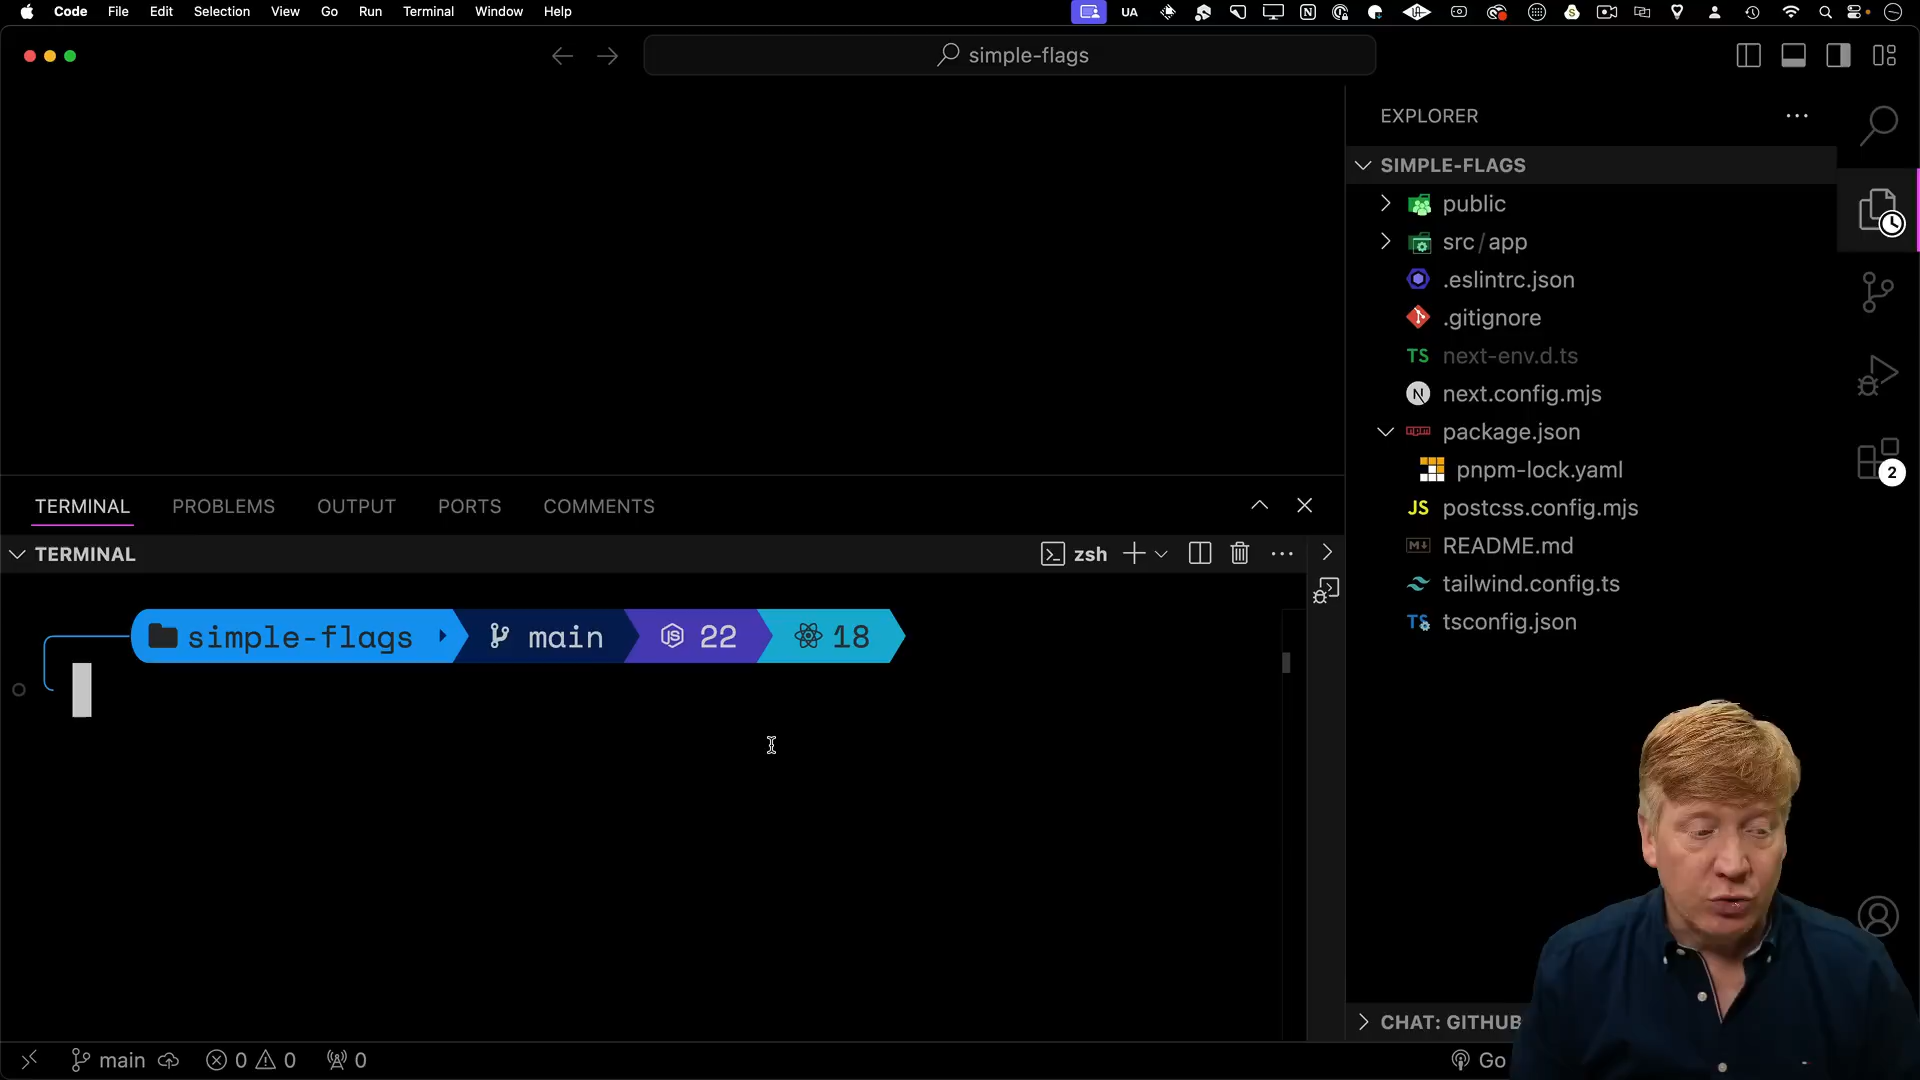 Code File Edit Selection View Go Run Terminal Window Help UA
simple-flags
EXPLORER
SIMPLE-FLAGS
public
src/app
.eslintrc.json
.gitignore
TS next-env.d.ts
N next.config.mjs
npm package.json
pnpm-lock.yaml
JS postcss.config.mjs
M README.md
tailwind.config.ts
TS tsconfig.json
2
TERMINAL PROBLEMS OUTPUT PORTS COMMENTS
TERMINAL
zsh
simple-flags main JS 22 18
CHAT: GITHUB
main 0 0 0
Go